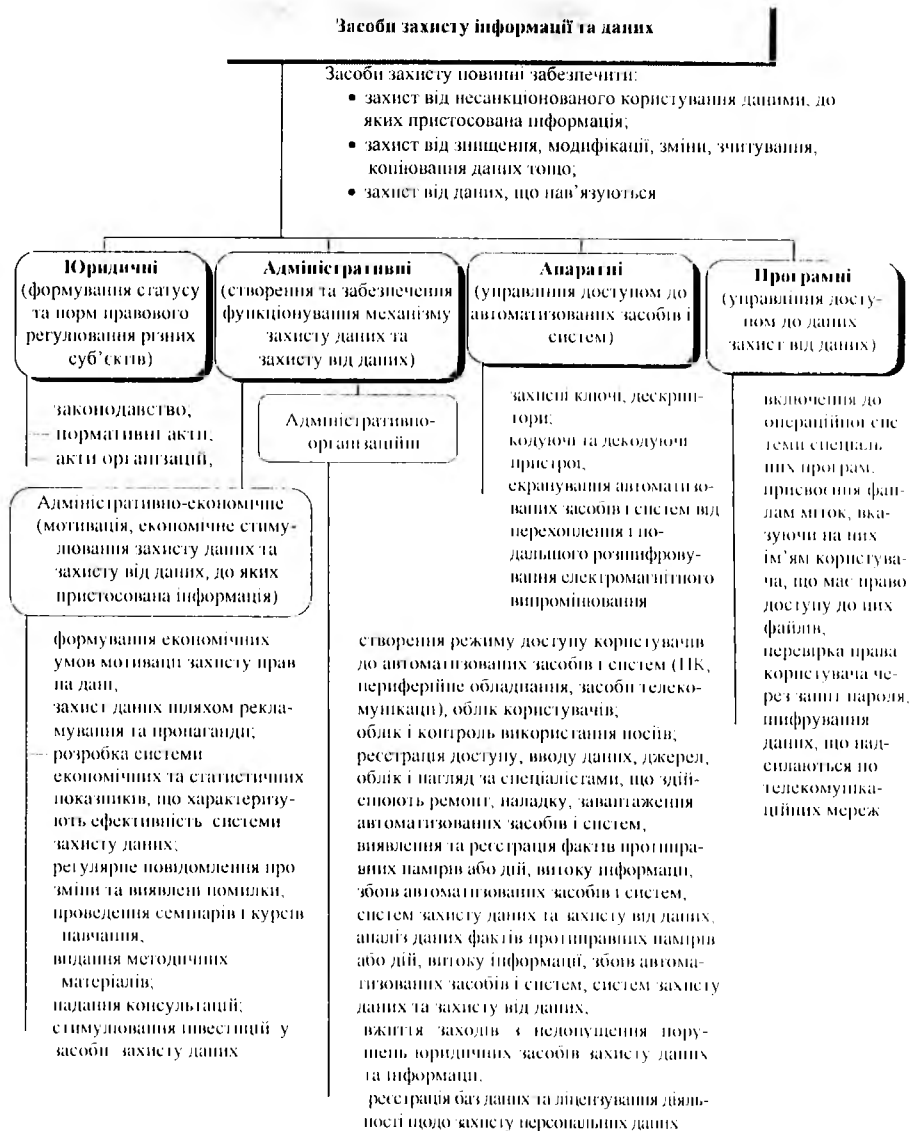 Засоби захисту інформації та даних
Засоби захисту повинні забезпечити:
• захист від несанкціонованого користування даними, до
яких пристосована інформація;
• захист від знищення, модифікації, зміни, зчитування,
копіювання даних тощо;
• захист від даних, що нав'язуються
Юридичні
(формування статусу
та норм правового
регулювання різних
суб'єктів)
законодавство,
нормативні акти;
акти організацій,
Адміністративні
(створення та забезпечення
функціонування механізму
захисту даних та
захисту від даних)
Адміністративно-
організаційні
Апаратні
(управління доступом до
автоматизованих засобів і
систем)
захисні ключі, дескрип-
тори;
кодуючі та декодуючі
пристрої,
екранування автоматизо-
ваних засобів і систем від
перехоплення і по-
дальшого розшифрову-
вання електромагнітного
випромінювання
Програмні
(управління досту-
пом до даних
захист від даних)
включення до
операційної сис
теми спеціаль
них програм,
присвоєння фай-
лам міток, вка-
зуючи на них
ім'ям користува-
ча, що має право
доступу до них
файлів,
перевірка права
користувача че-
рез запит пароля,
шифрування
даних, що над-
силаються по
телекомуніка-
ційних мереж
Адміністративно-економічне
(мотивація, економічне стиму-
лювання захисту даних та
захисту від даних, до яких
пристосована інформація)
формування економічних
умов мотивації захисту прав
на дані,
захист даних шляхом рекла-
мування та пропаганди;
розробка системи
економічних та статистичних
показників, що характеризу-
ють ефективність системи
захисту даних;
регулярне повідомлення про
зміни та виявлені помилки,
проведення семінарів і курсів
навчання,
видання методичних
матеріалів;
надання консультацій;
стимулювання інвестицій у
засоби захисту даних
створення режиму доступу користувачів
до автоматизованих засобів і систем (ПК,
периферійне обладнання, засоби телеко-
мунікації), облік користувачів;
облік і контроль використання носіїв;
реєстрація доступу, вводу даних, джерел,
облік і нагляд за спеціалістами, що здій-
снюють ремонт, наладку, завантаження
автоматизованих засобів і систем,
виявлення та реєстрація фактів протипра-
вних намірів або дій, витоку інформації,
збоїв автоматизованих засобів і систем,
систем захисту даних та захисту від даних,
аналіз даних фактів протиправних намірів
або дій, витоку інформації, збоїв автома-
тизованих засобів і систем, систем захисту
даних та захисту від даних,
вжиття заходів з недопущення пору-
шень юридичних засобів захисту даних
та інформації,
реєстрація баз даних та ліцензування діяль-
ності щодо захисту персональних даних